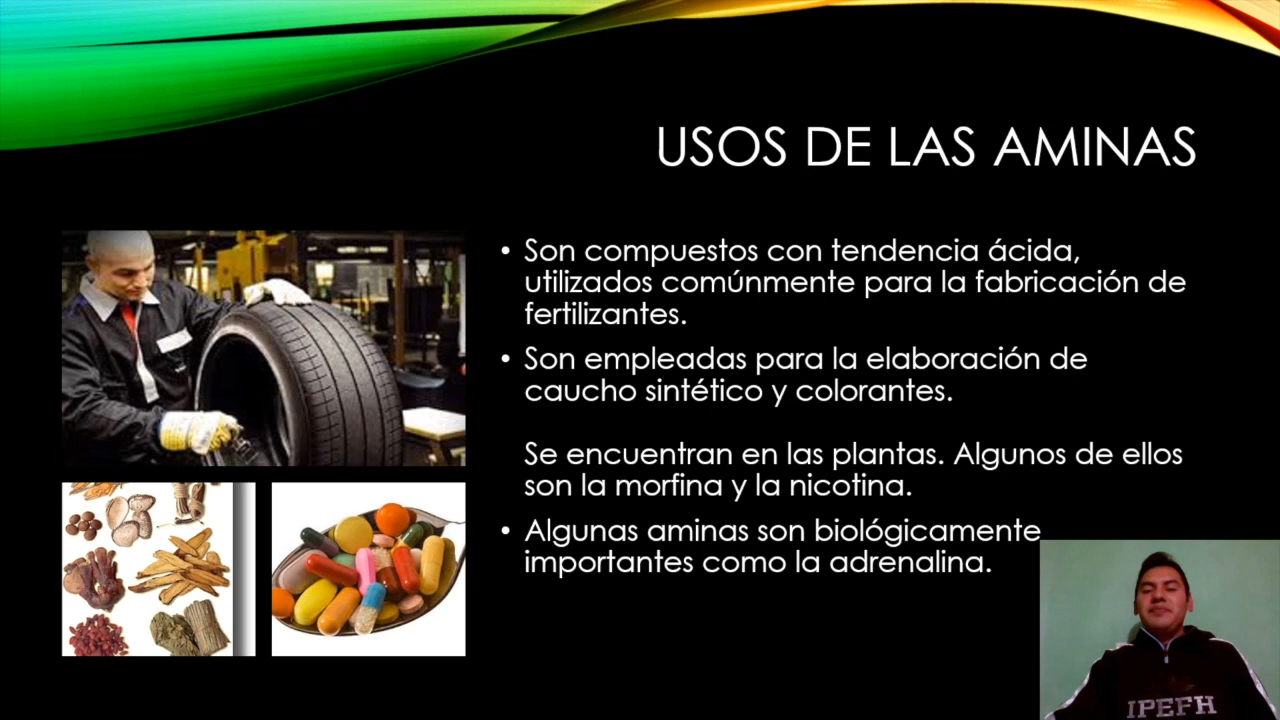 USOS DE LAS AMINAS
• Son compuestos con tendencia ácida,
utilizados comúnmente para la fabricación de
fertilizantes.
• Son empleadas para la elaboración de
caucho sintético y colorantes.
Se encuentran en las plantas. Algunos de ellos
son la morfina y la nicotina.
• Algunas aminas son biológicamente
importantes como la adrenalina.
IPEFH